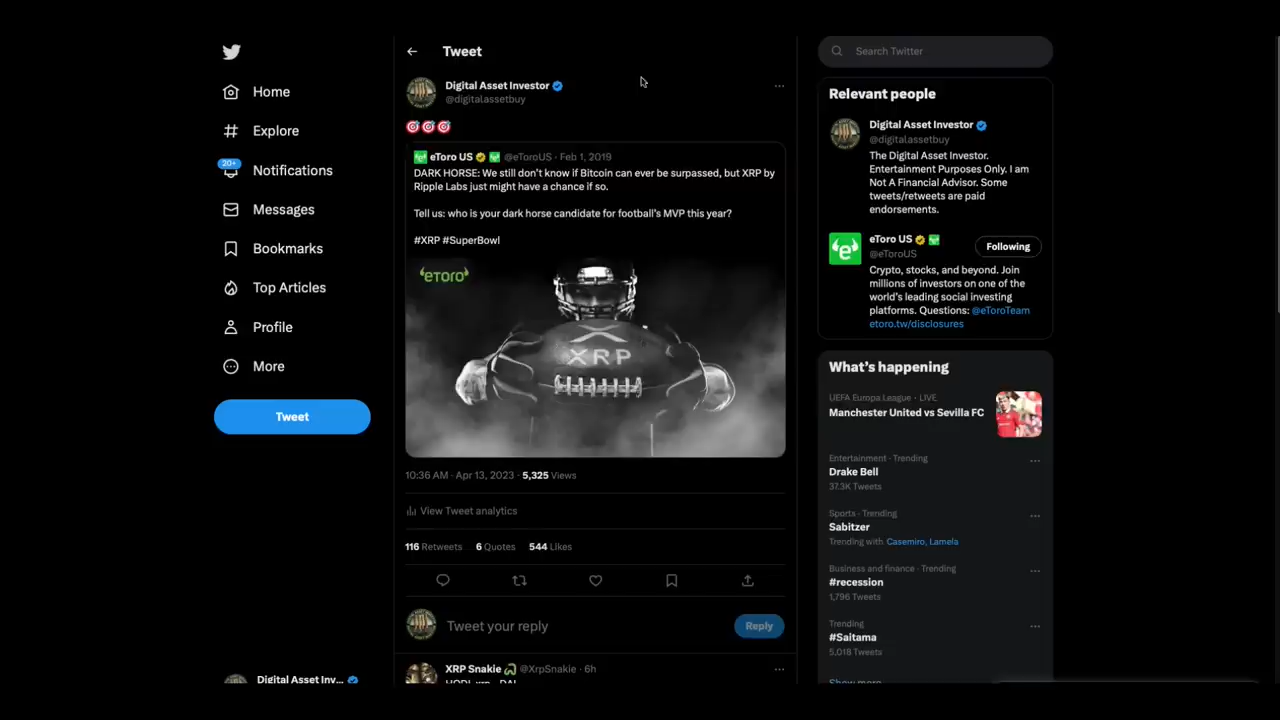 Home
Explore
20+
Notifications
Messages
Bookmarks
Top Articles
Profile
More
Tweet
Digital Asset Inv...
Tweet
Digital Asset Investor
@digitalassetbuy
eToro US @eToroUS · Feb 1, 2019
DARK HORSE: We still don't know if Bitcoin can ever be surpassed, but XRP by
Ripple Labs just might have a chance if so.
Tell us: who is your dark horse candidate for football's MVP this year?
#XRP #SuperBowl
eTORO
XRP
10:36 AM · Apr 13, 2023 · 5,325 Views
View Tweet analytics
116 Retweets 6 Quotes 544 Likes
Tweet your reply
Reply
XRP Snakie @XrpSnakie · 6h
Search Twitter
Relevant people
Digital Asset Investor
@digitalassetbuy
The Digital Asset Investor.
Entertainment Purposes Only. I am
Not A Financial Advisor. Some
tweets/retweets are paid
endorsements.
eToro US
@eToroUS
Following
Crypto, stocks, and beyond. Join
millions of investors on one of the
world's leading social investing
platforms. Questions: @eToroTeam
etoro.tw/disclosures
What's happening
UEFA Europa League · LIVE
Manchester United vs Sevilla FC
Entertainment · Trending
Drake Bell
37.3K Tweets
Sports · Trending
Sabitzer
Trending with Casemiro, Lamela
Business and finance · Trending
#recession
1,796 Tweets
Trending
#Saitama
5,018 Tweets
Show more